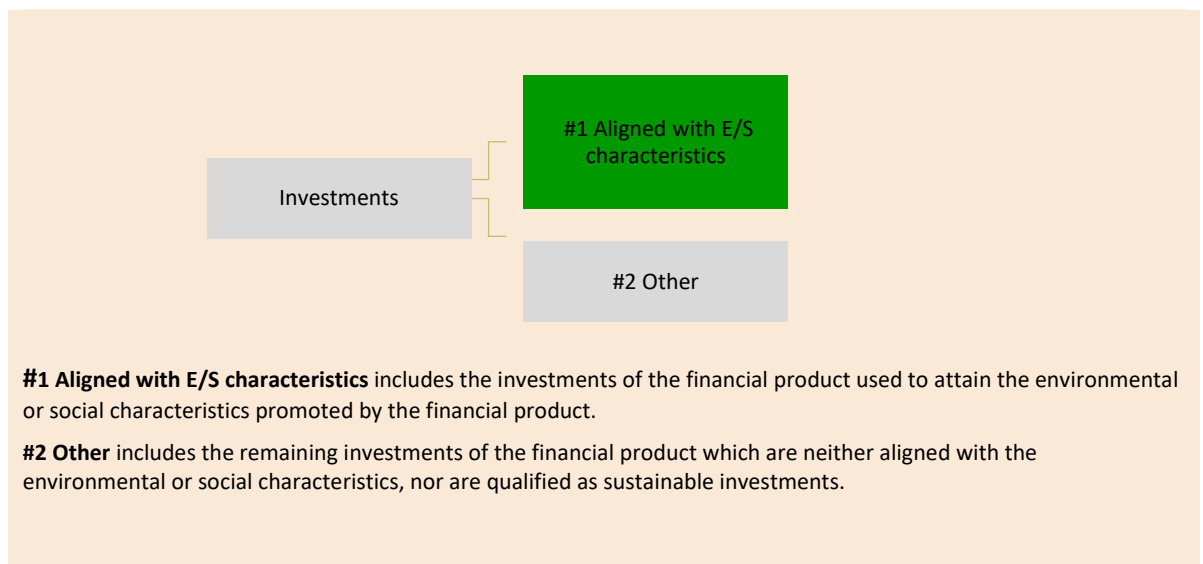 #1 Aligned with E/S
characteristics
Investments
#2 Other
#1 Aligned with E/S characteristics includes the investments of the financial product used to attain the environmental
or social characteristics promoted by the financial product.
#2 Other includes the remaining investments of the financial product which are neither aligned with the
environmental or social characteristics, nor are qualified as sustainable investments.